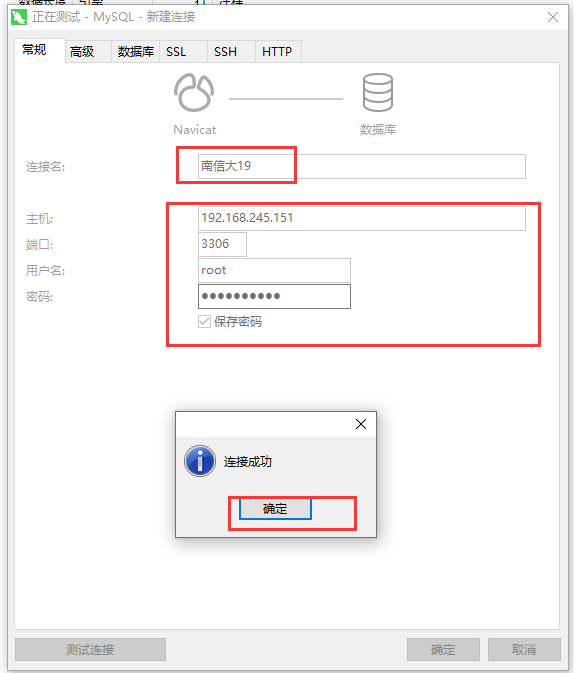 正在测试 - MySQL - 新建连接
常规 高级 数据库 SSL SSH HTTP
Navicat 数据库
连接名: 南信大19
主机: 192.168.245.151
端口: 3306
用户名: root
密码: ●●●●●●●●●●
保存密码
连接成功
确定
测试连接 确定 取消